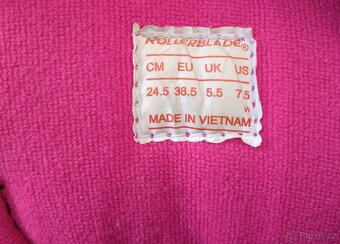 ROLLERBLADE®
CM EU UK US
24.5 38.5 5.5 7.5
W
MADE IN VIETNAM